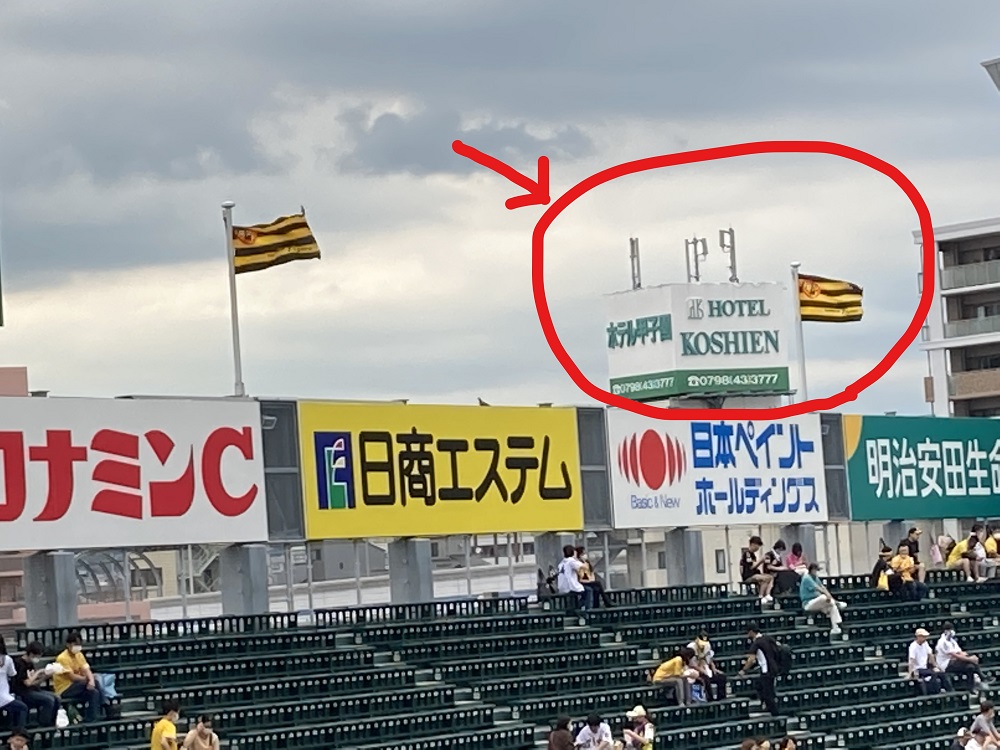 ホテル甲子園
HOTEL
KOSHIEN
☎0798(43)3777
☎0798(43)3777
ロナミンC
日商エステム
Basic & New
日本ペイント
ホールディングス
明治安田生命